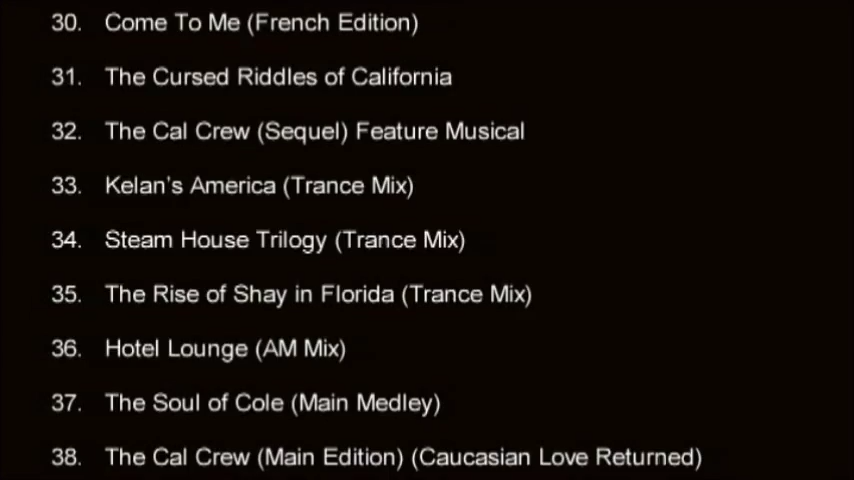 30. Come To Me (French Edition)
31. The Cursed Riddles of California
32. The Cal Crew (Sequel) Feature Musical
33. Kelan's America (Trance Mix)
34. Steam House Trilogy (Trance Mix)
35. The Rise of Shay in Florida (Trance Mix)
36. Hotel Lounge (AM Mix)
37. The Soul of Cole (Main Medley)
38. The Cal Crew (Main Edition) (Caucasian Love Returned)